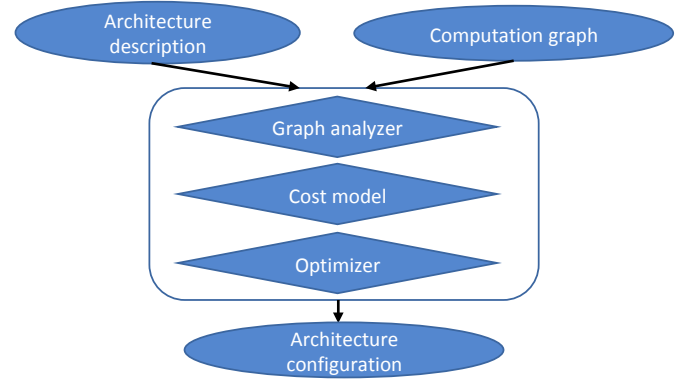 Architecture
description
Computation graph
Graph analyzer
Cost model
Optimizer
Architecture
configuration